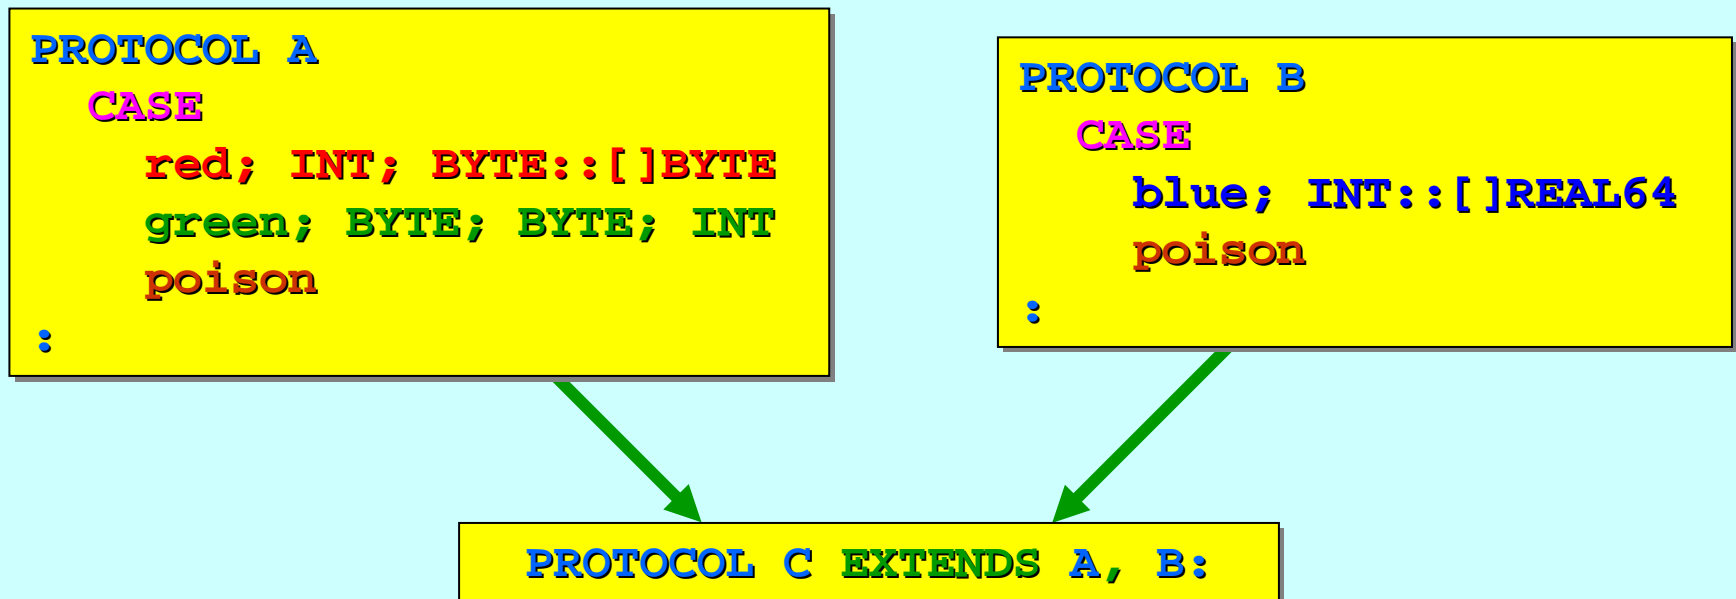 PROTOCOL A
CASE
red; INT; BYTE::[]BYTE
green; BYTE; BYTE; INT
poison
:
PROTOCOL B
CASE
blue; INT::[]REAL64
poison
:
PROTOCOL C EXTENDS A, B: